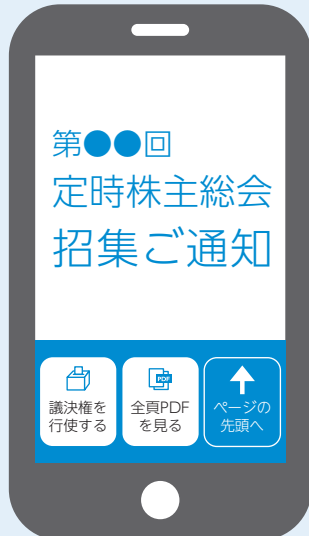 第●●回
定時株主総会
招集ご通知
PDF
議決権を
行使する
全頁PDF
を見る
ページの
先頭へ